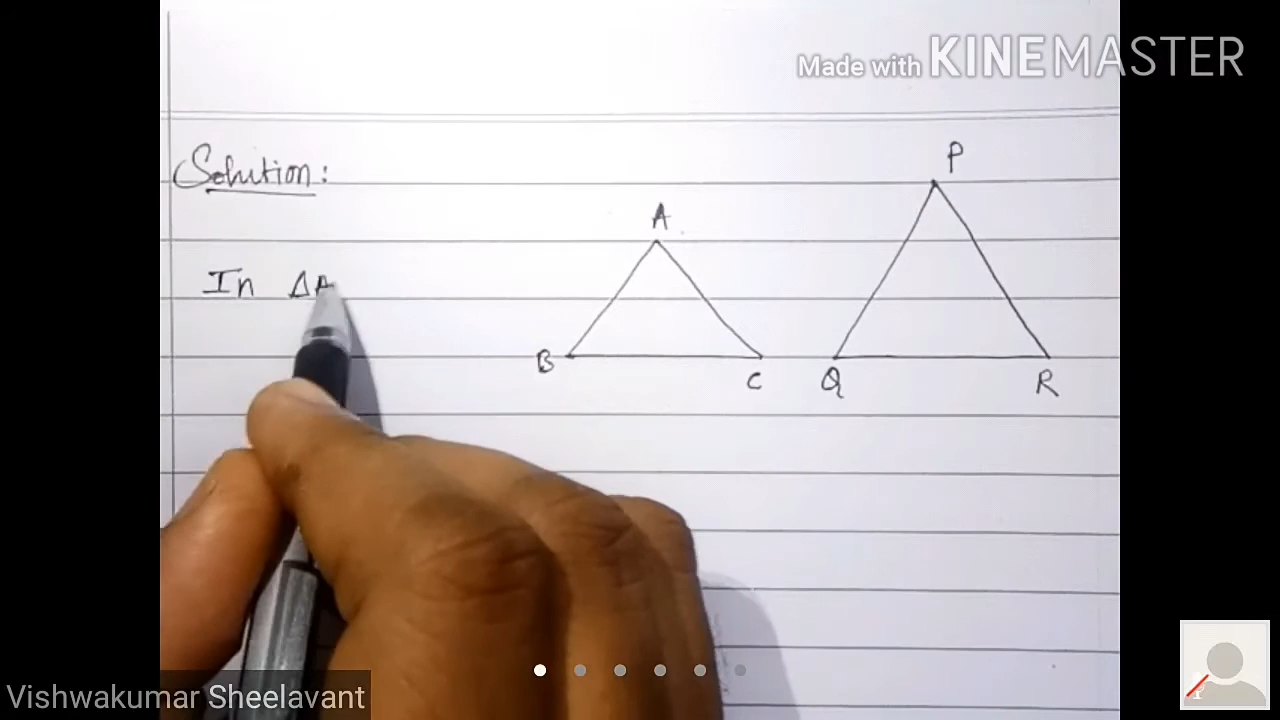 Made with KINEMASTER
Solution:
P
A
In ΔA
B
C
Q
R
Vishwakumar Sheelavant